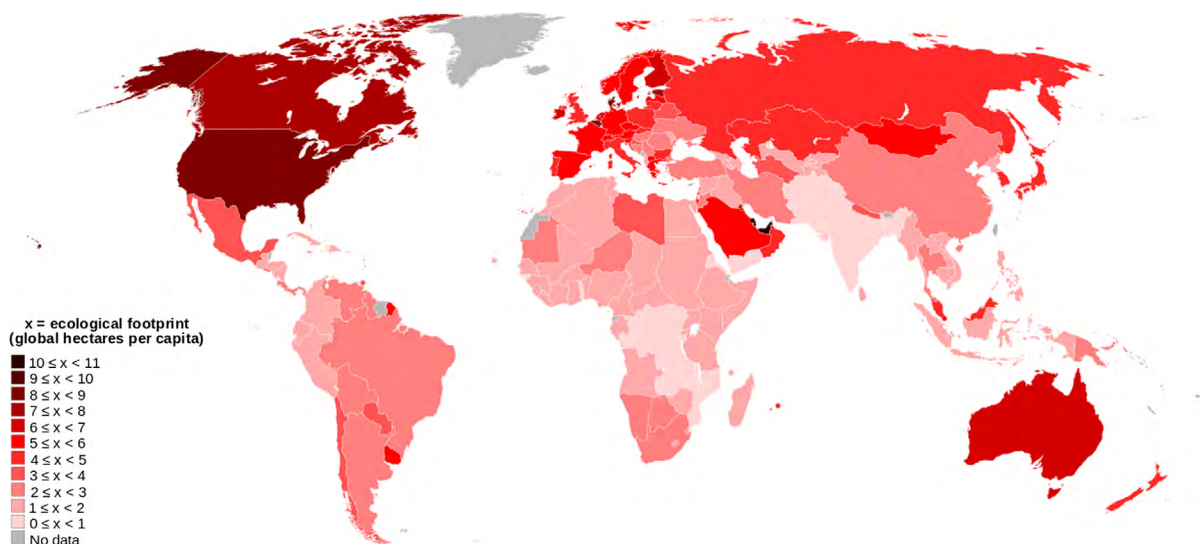 x = ecological footprint
(global hectares per capita)
10 ≤ x < 11
9 ≤ x < 10
8 ≤ x < 9
7 ≤ x < 8
6 ≤ x < 7
5 ≤ x < 6
4 ≤ x < 5
3 ≤ x < 4
2 ≤ x < 3
1 ≤ x < 2
0 ≤ x < 1
No data